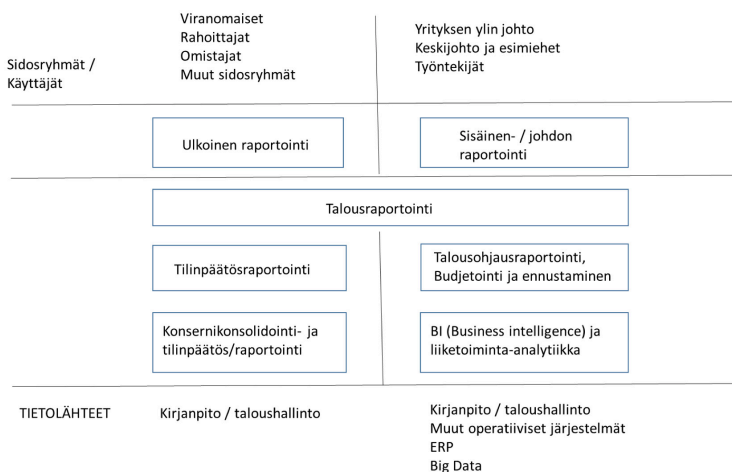 Sidosryhmät /
Käyttäjät
Viranomaiset
Rahoittajat
Omistajat
Muut sidosryhmät
Yrityksen ylin johto
Keskijohto ja esimiehet
Työntekijät
Ulkoinen raportointi
Sisäinen- / johdon
raportointi
Talousraportointi
Tilinpäätösraportointi
Talousohjausraportointi,
Budjetointi ja ennustaminen
Konsernikonsolidointi- ja
tilinpäätös/raportointi
BI (Business intelligence) ja
liiketoiminta-analytiikka
TIETOLÄHTEET
Kirjanpito / taloushallinto
Kirjanpito / taloushallinto
Muut operatiiviset järjestelmät
ERP
Big Data